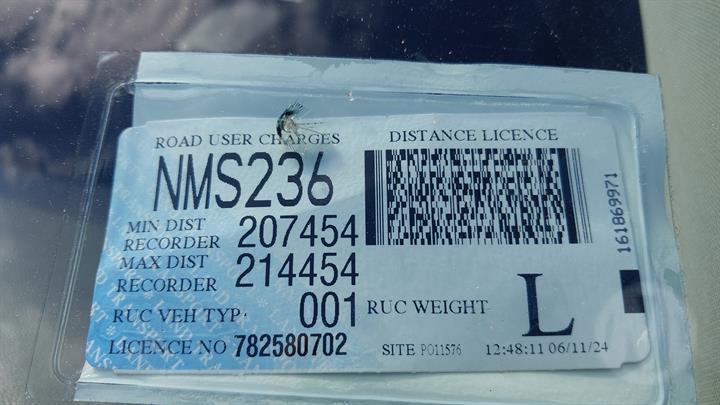 ROAD USER CHARGES DISTANCE LICENCE
NMS236
MIN DIST
RECORDER 207454
MAX DIST
RECORDER 214454
RUC VEH TYP: 001 RUC WEIGHT L
LICENCE NO 782580702 SITE PO11576 12:48:11 06/11/24
161869971